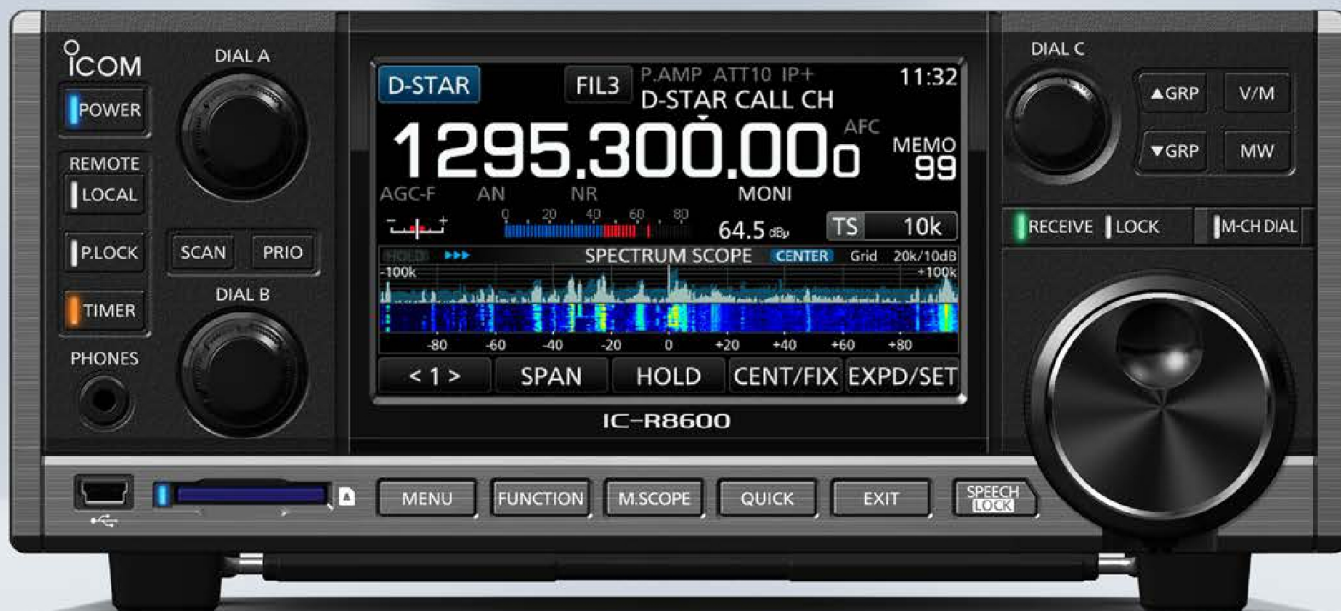 ICOM
DIAL A
POWER
REMOTE
LOCAL
P.LOCK
SCAN PRIO
TIMER
DIAL B
PHONES
D-STAR FIL3 P.AMP ATT10 IP+ 11:32
D-STAR CALL CH
1295.300.000 AFC MEMO 99
AGC-F AN NR MONI
0 20 40 60 80 64.5 dBμ TS 10k
HOLD SPECTRUM SCOPE CENTER Grid 20k/10dB
-100k +100k
-80 -60 -40 -20 0 +20 +40 +60 +80
< 1 > SPAN HOLD CENT/FIX EXPD/SET
IC-R8600
DIAL C
▲GRP V/M
▼GRP MW
RECEIVE LOCK M-CH DIAL
MENU FUNCTION M.SCOPE QUICK EXIT SPEECH
LOCK